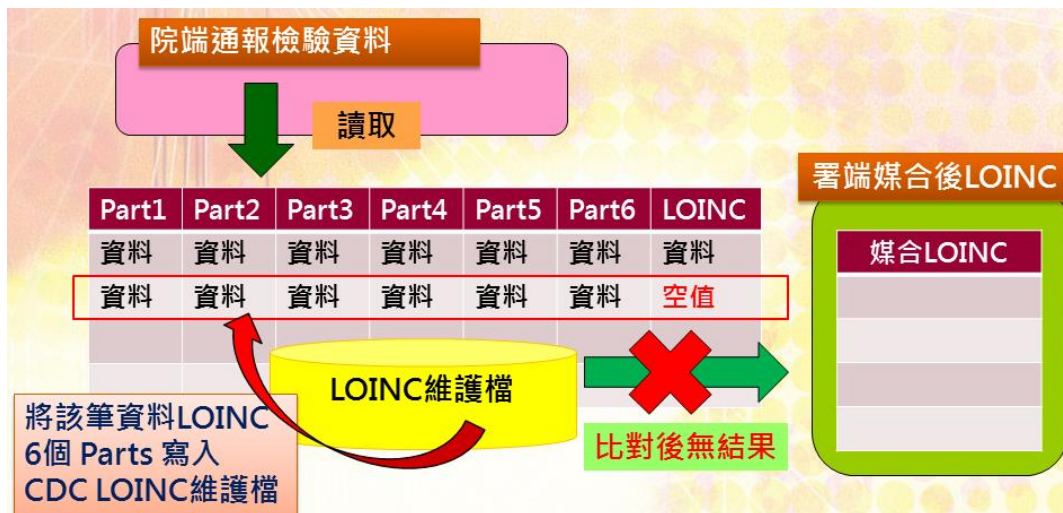 院端通報檢驗資料
讀取
署端媒合後LOINC
Part1 Part2 Part3 Part4 Part5 Part6 LOINC
資料 資料 資料 資料 資料 資料 資料
資料 資料 資料 資料 資料 資料 空值
媒合LOINC
LOINC維護檔
比對後無結果
將該筆資料LOINC
6個 Parts 寫入
CDC LOINC維護檔